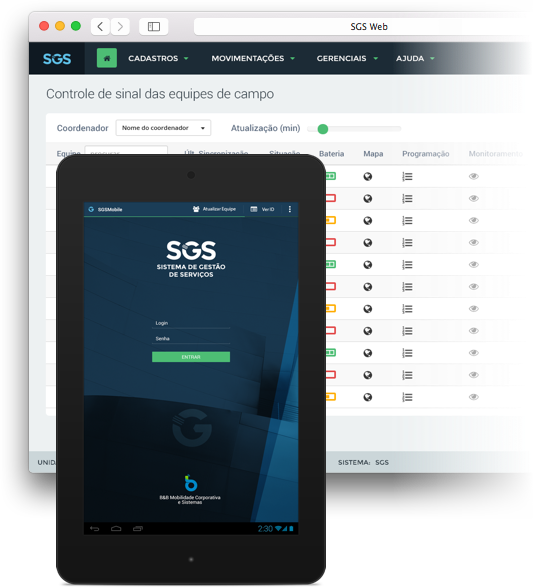 SGS Web
SGS
CADASTROS
MOVIMENTAÇÕES
GERENCIAIS
AJUDA
Controle de sinal das equipes de campo
Coordenador
Nome do coordenador
Atualização (min)
Equipe
Últ. Sincronização
Situação
Bateria
Mapa
Programação
Monitoramento
SGSMobile
Atualizar Equipe
Ver IO
SGS
SISTEMA DE GESTÃO
DE SERVIÇOS
Login
Senha
ENTRAR
B&B Mobilidade Corporativa
e Sistemas
2:30
UNID
SISTEMA: SGS